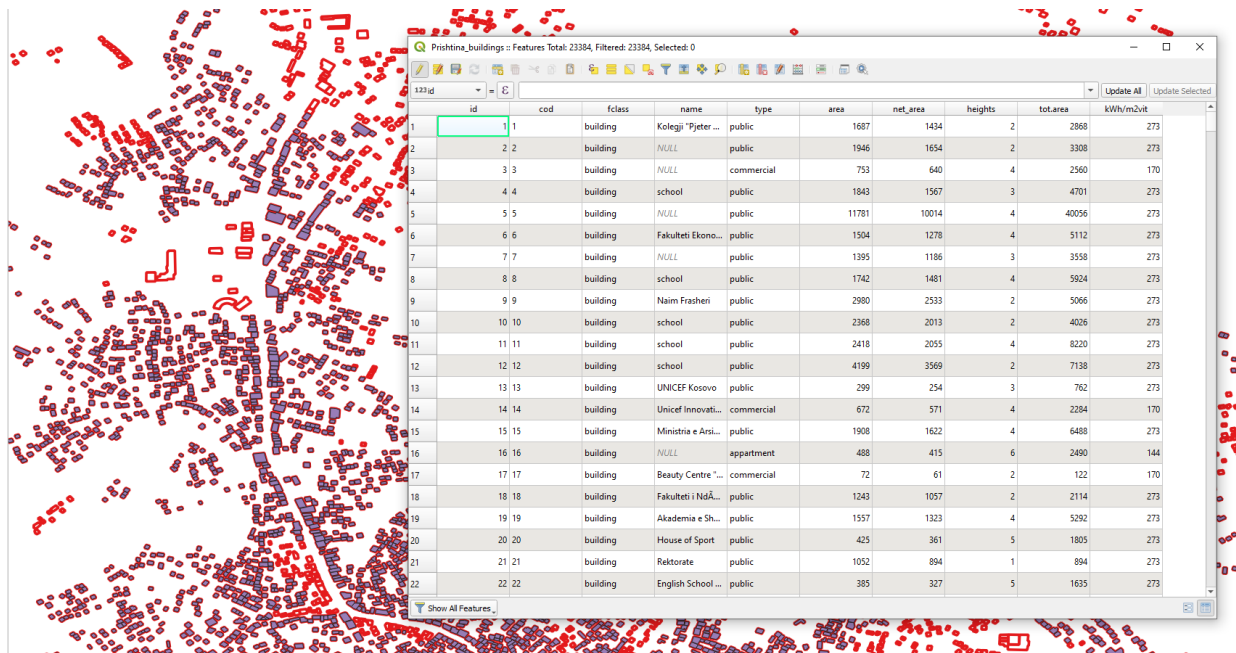 Prishtina_buildings :: Features Total: 23384, Filtered: 23384, Selected: 0
123 id = ε Update All Update Selected
id cod fclass name type area net_area heights tot.area kWh/m2vit
1 1 1 building Kolegji "Pjeter ... public 1687 1434 2 2868 273
2 2 2 building NULL public 1946 1654 2 3308 273
3 3 3 building NULL commercial 753 640 4 2560 170
4 4 4 building school public 1843 1567 3 4701 273
5 5 5 building NULL public 11781 10014 4 40056 273
6 6 6 building Fakulteti Ekono... public 1504 1278 4 5112 273
7 7 7 building NULL public 1395 1186 3 3558 273
8 8 8 building school public 1742 1481 4 5924 273
9 9 9 building Naim Frasheri public 2980 2533 2 5066 273
10 10 10 building school public 2368 2013 2 4026 273
11 11 11 building school public 2418 2055 4 8220 273
12 12 12 building school public 4199 3569 2 7138 273
13 13 13 building UNICEF Kosovo public 299 254 3 762 273
14 14 14 building Unicef Innovati... commercial 672 571 4 2284 170
15 15 15 building Ministria e Arsi... public 1908 1622 4 6488 273
16 16 16 building NULL appartment 488 415 6 2490 144
17 17 17 building Beauty Centre "... commercial 72 61 2 122 170
18 18 18 building Fakulteti i NdÃ... public 1243 1057 2 2114 273
19 19 19 building Akademia e Sh... public 1557 1323 4 5292 273
20 20 20 building House of Sport public 425 361 5 1805 273
21 21 21 building Rektorate public 1052 894 1 894 273
22 22 22 building English School ... public 385 327 5 1635 273
Show All Features